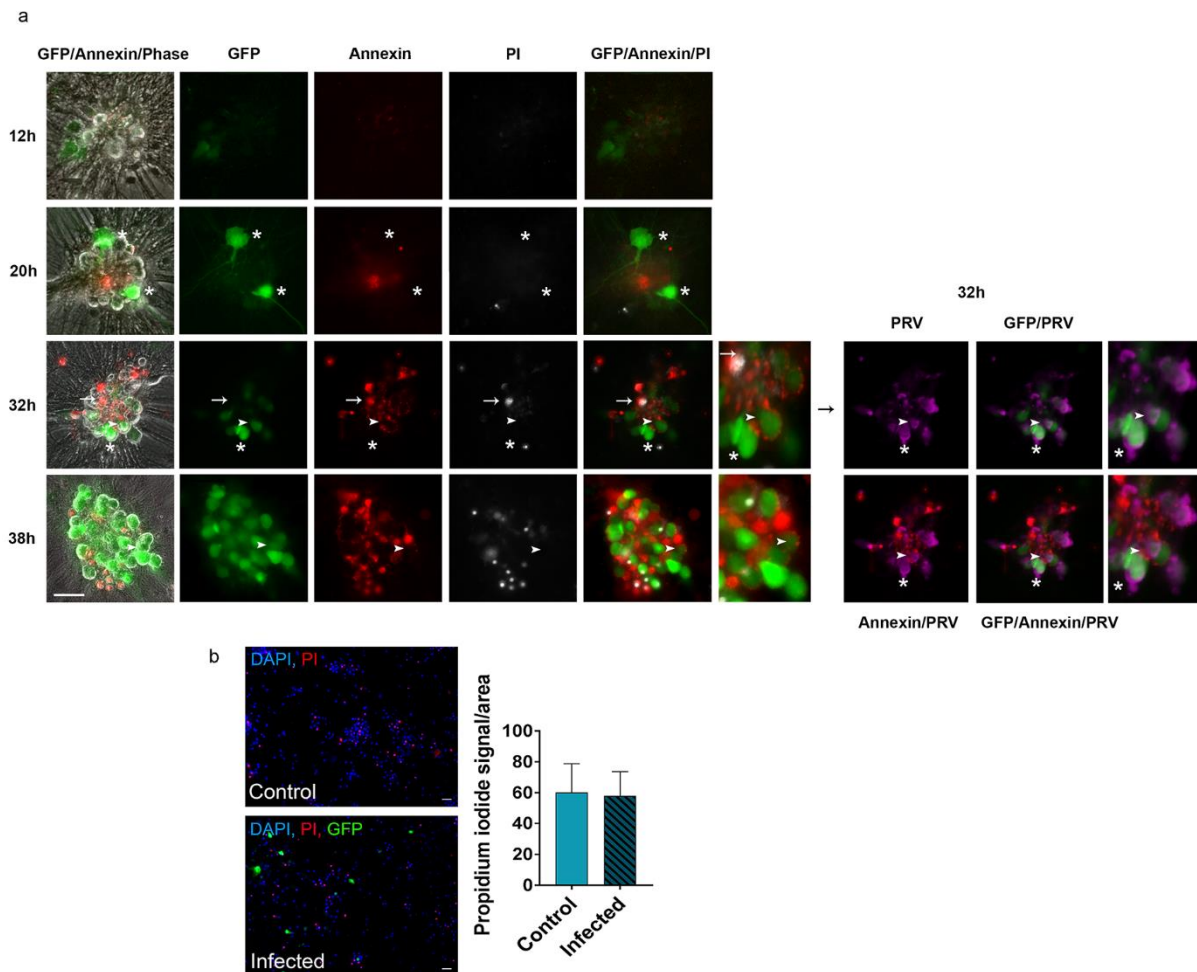 a
GFP/Annexin/Phase GFP Annexin PI GFP/Annexin/PI
12h
20h
32h
38h
32h
PRV GFP/PRV
Annexin/PRV GFP/Annexin/PRV
b
DAPI, PI
Control
DAPI, PI, GFP
Infected
Propidium iodide signal/area
100
80
60
40
20
0
Control Infected